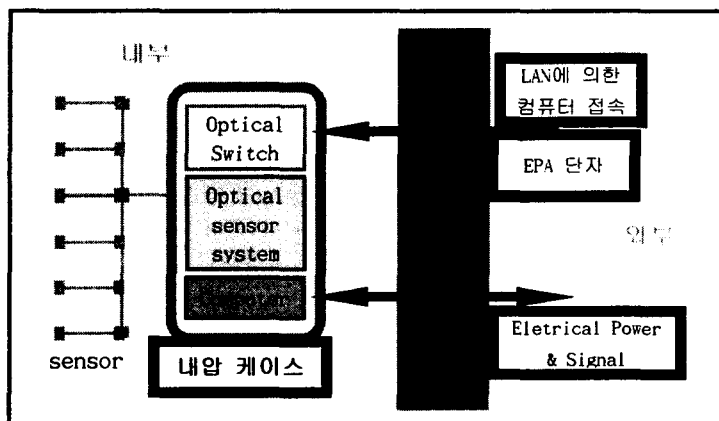 내부
LAN에 의한
컴퓨터 접속
Optical
Switch
EPA 단자
Optical
sensor
system
외부
Computer
Eletrical Power
& Signal
sensor
내압 케이스